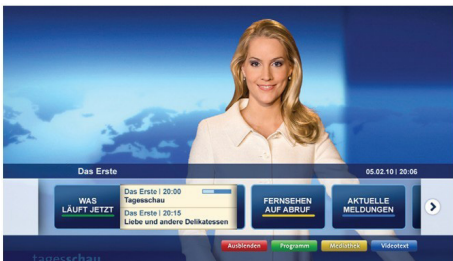 Das Erste
05.02.10 | 20:06
WAS
LÄUFT JETZT
Das Erste | 20:00
Tagesschau
Das Erste | 20:15
Liebe und andere Delikatessen
FERNSEHEN
AUF ABRUF
AKTUELLE
MELDUNGEN
Ausblenden
Programm
Mediathek
Videotext
tagesschau